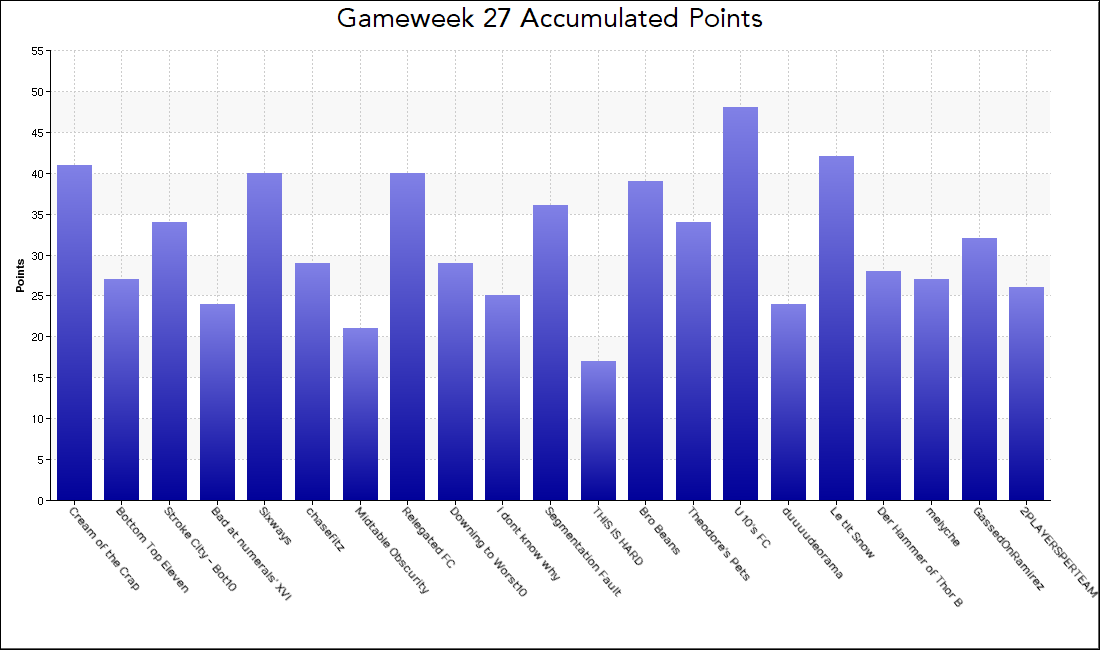 Gameweek 27 Accumulated Points
55
50
45
40
35
30
25
20
15
10
5
0
Points
Cream of the Crap
Bottom Top Eleven
Stroke City - Bot10
Bad at numerals' XVI
Sixways
chasefitz
Midtable Obscurity
Relegated FC
Downing to Worst10
i dont know why
Segmentation Fault
THIS IS HARD
Bro Beans
Theodore's Pets
U10's FC
duuuudeorama
Le tit Snow
Der Hammer of Thor B
melyche
GassedOnRamirez
2PLAYERSPERTEAM